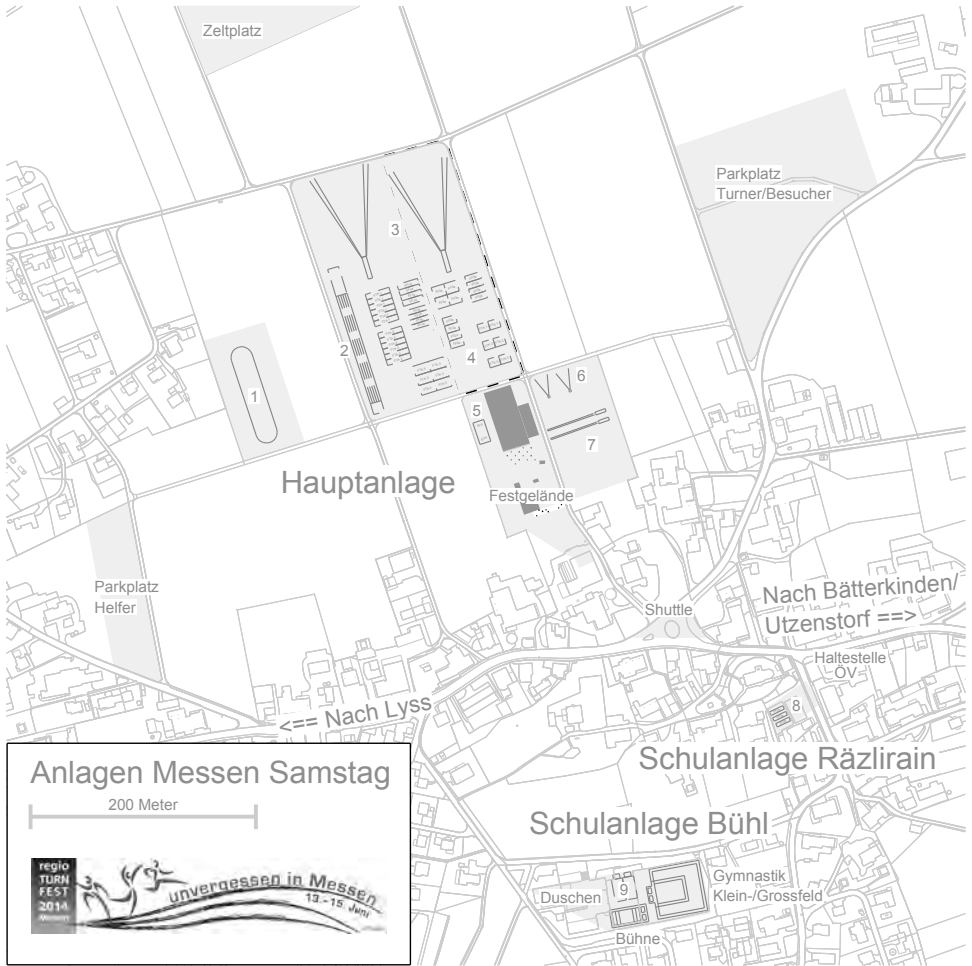 Zeltplatz
Parkplatz
Turner/Besucher
3
2
4
1
6
5
7
Hauptanlage
Festgelände
Parkplatz
Helfer
Nach Bätterkinden/
Utzenstorf ==>
Shuttle
Haltestelle
ÖV
<== Nach Lyss
8
Schulanlage Räzlirain
Anlagen Messen Samstag
200 Meter
Schulanlage Bühl
regio
TURN
FEST
2014
Messen
unvergessen in Messen
13.-15. Juni
Duschen
9
Gymnastik
Klein-/Grossfeld
Bühne